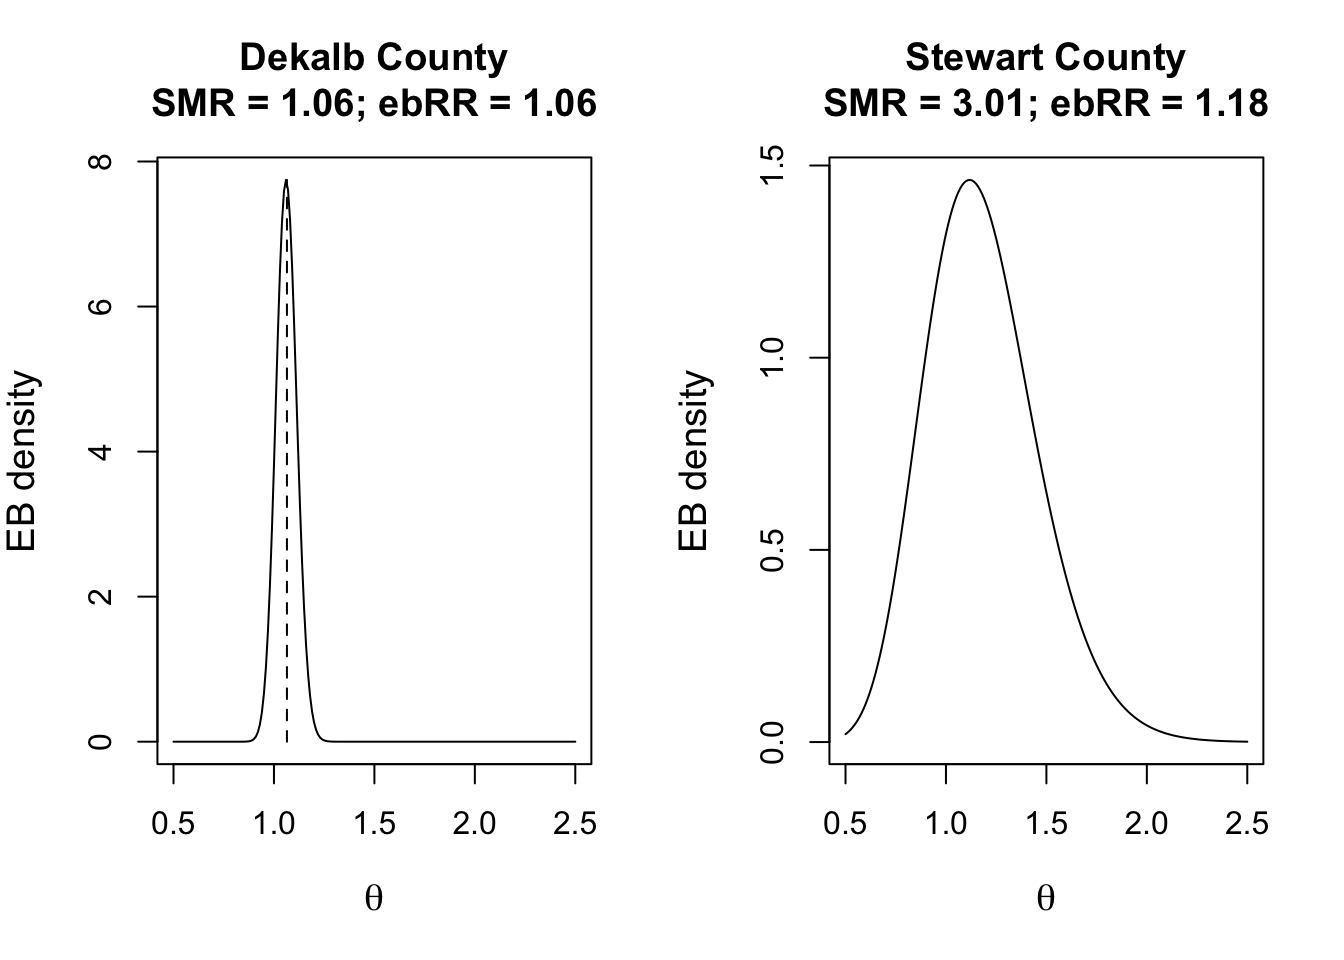 Dekalb County
SMR = 1.06; ebRR = 1.06
EB density
8
6
4
2
0
0.5 1.0 1.5 2.0 2.5
θ
Stewart County
SMR = 3.01; ebRR = 1.18
EB density
1.5
1.0
0.5
0.0
0.5 1.0 1.5 2.0 2.5
θ